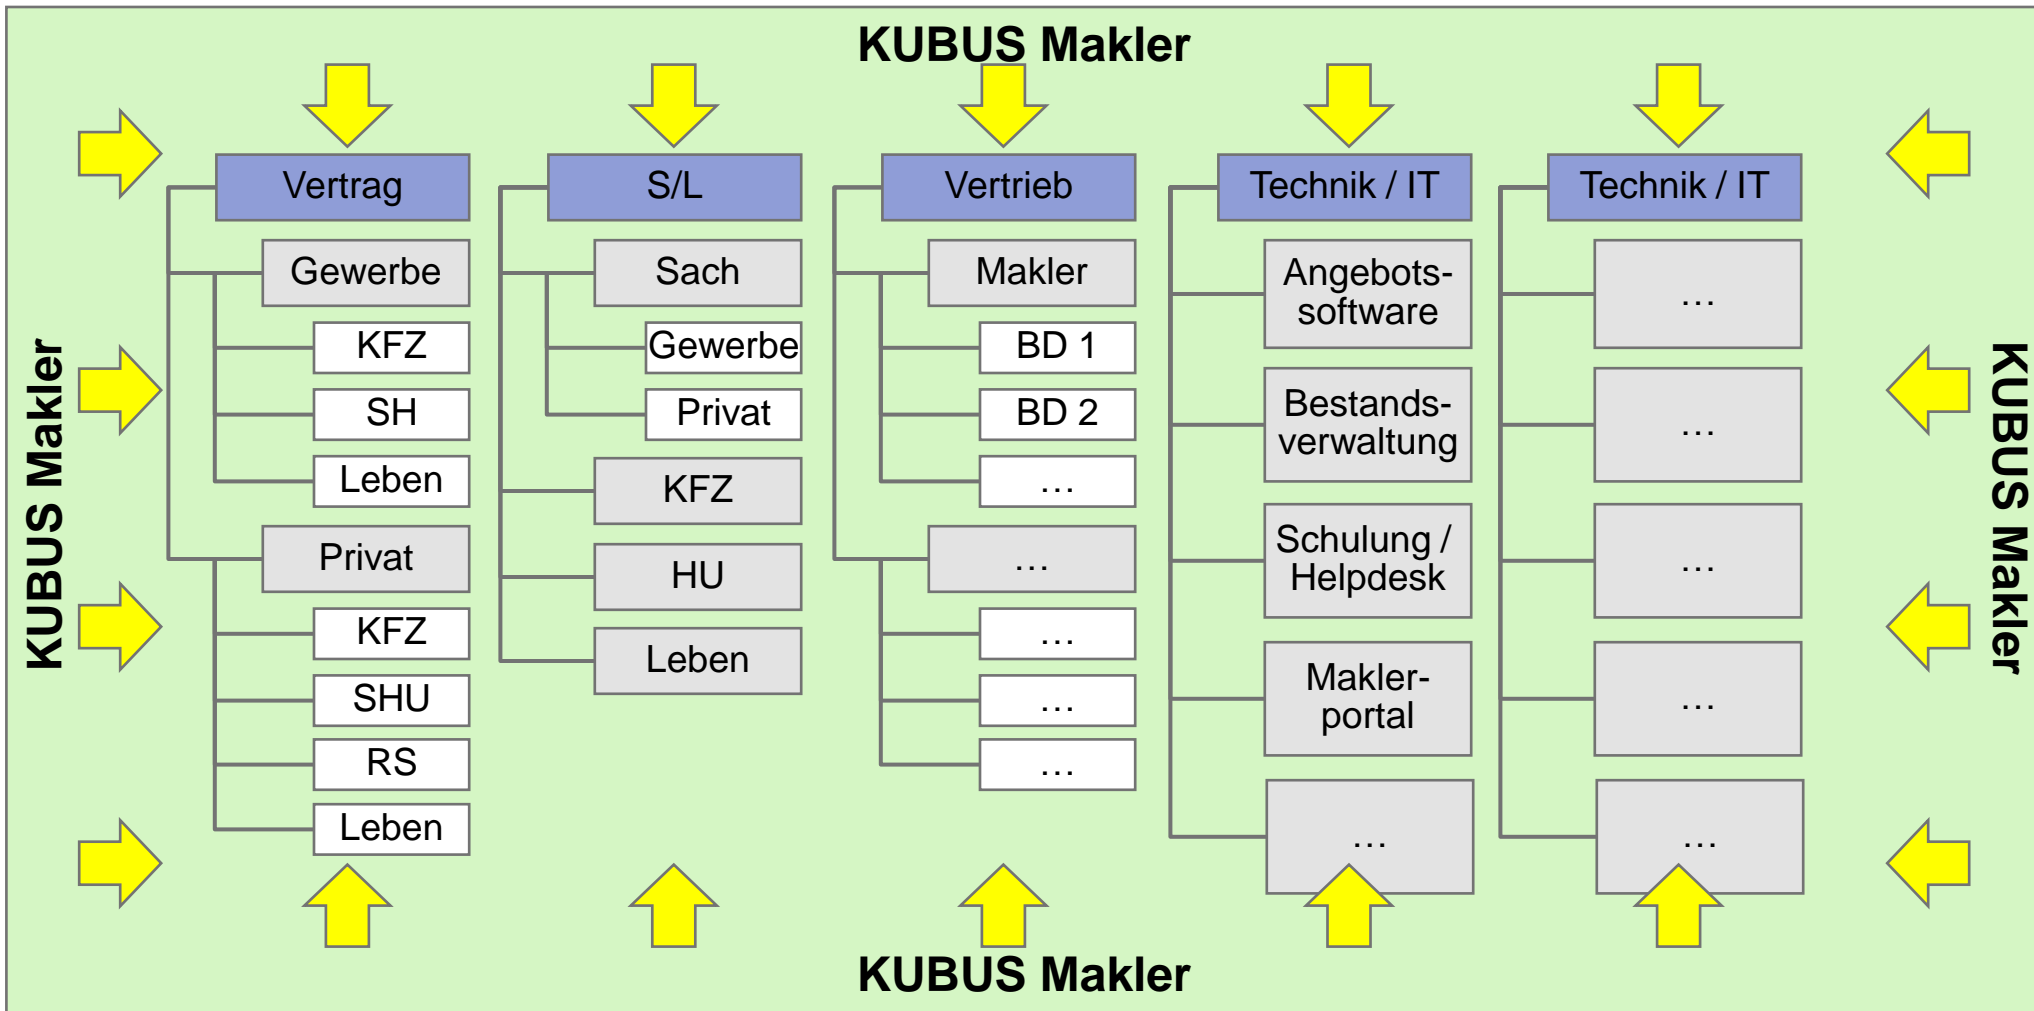 KUBUS Makler
KUBUS Makler
Vertrag
Gewerbe
KFZ
SH
Leben
Privat
KFZ
SHU
RS
Leben
S/L
Sach
Gewerbe
Privat
KFZ
HU
Leben
Vertrieb
Makler
BD 1
BD 2
...
...
...
...
...
Technik / IT
Angebots-
software
Bestands-
verwaltung
Schulung /
Helpdesk
Makler-
portal
...
Technik / IT
...
...
...
...
...
KUBUS Makler
KUBUS Makler